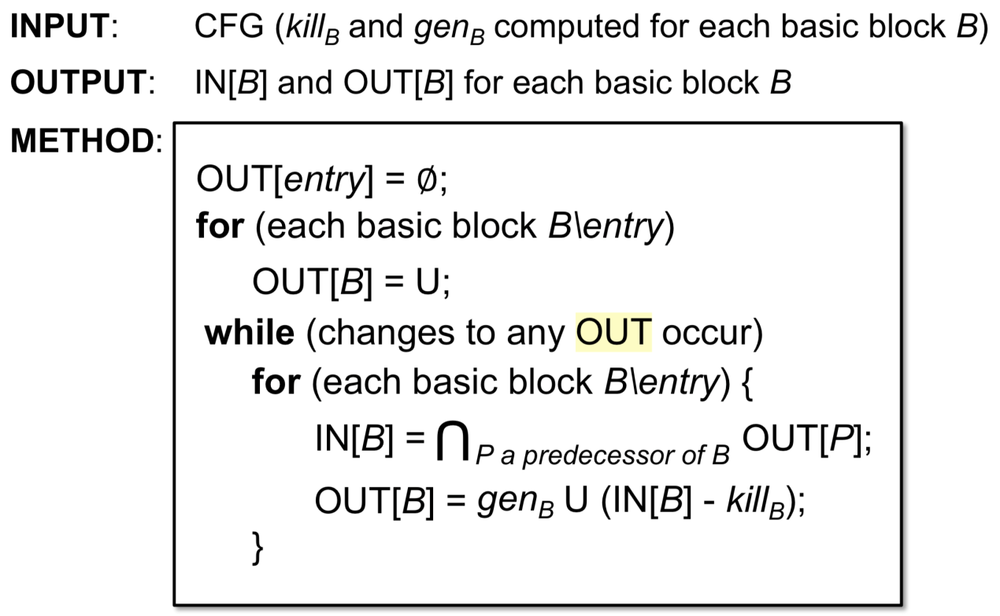 INPUT: CFG (kill_B and gen_B computed for each basic block B)
OUTPUT: IN[B] and OUT[B] for each basic block B
METHOD:
OUT[entry] = ∅;
for (each basic block B\entry)
OUT[B] = U;
while (changes to any OUT occur)
for (each basic block B\entry) {
IN[B] = ⋂_P a predecessor of B OUT[P];
OUT[B] = gen_B U (IN[B] - kill_B);
}